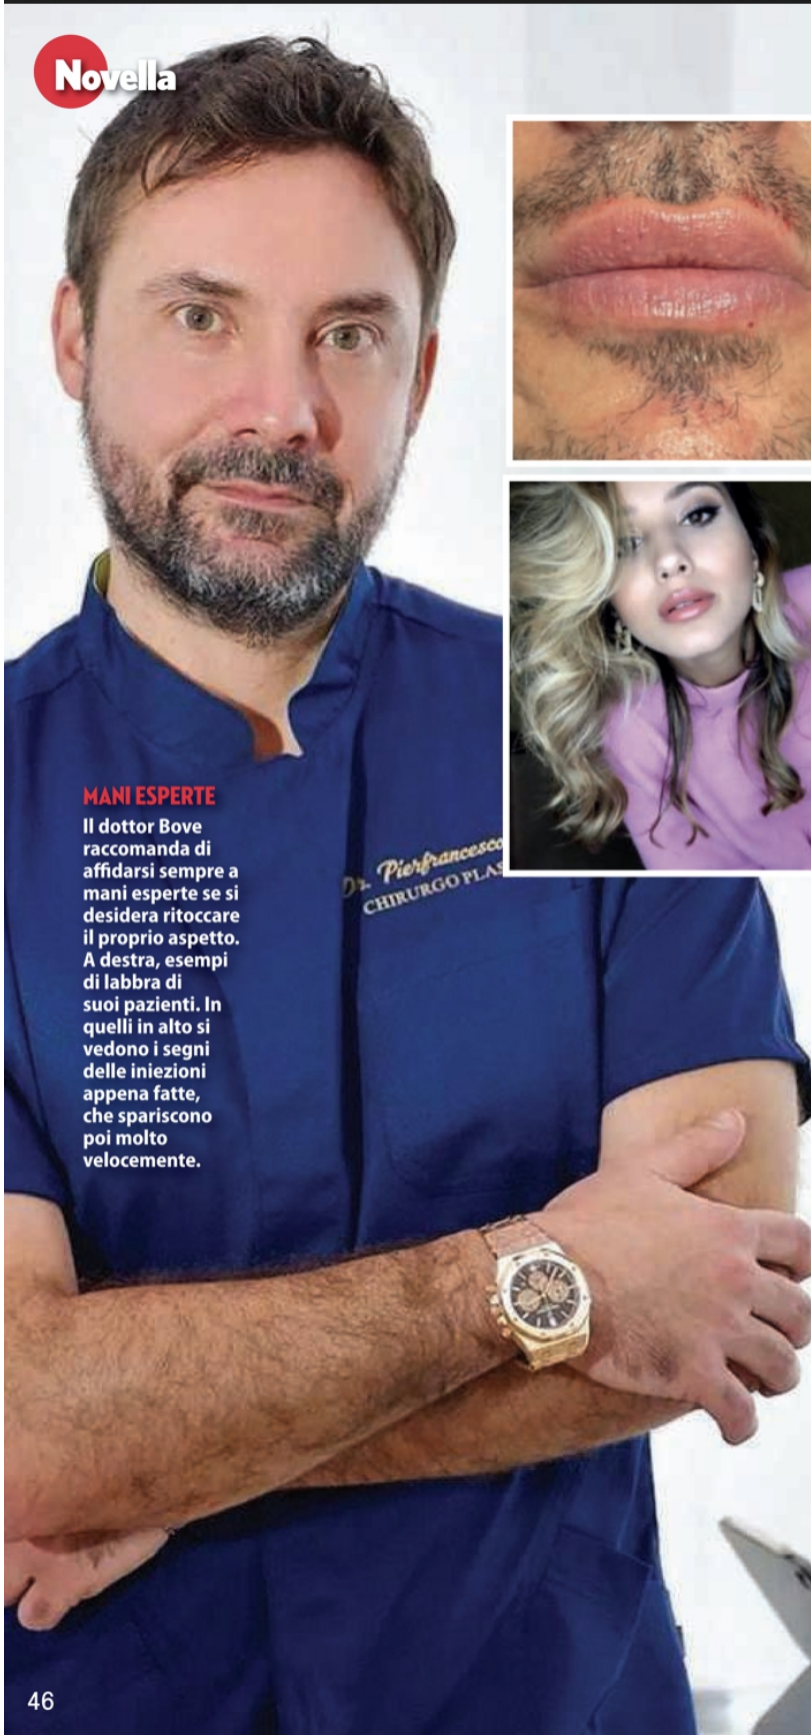 Novella
MANI ESPERTE
Il dottor Bove
raccomanda di
affidarsi sempre a
mani esperte se si
desidera ritoccare
il proprio aspetto.
A destra, esempi
di labbra di
suoi pazienti. In
quelli in alto si
vedono i segni
delle iniezioni
appena fatte,
che spariscono
poi molto
velocemente.
Dr. Pierfrancesco
CHIRURGO PLAS
46